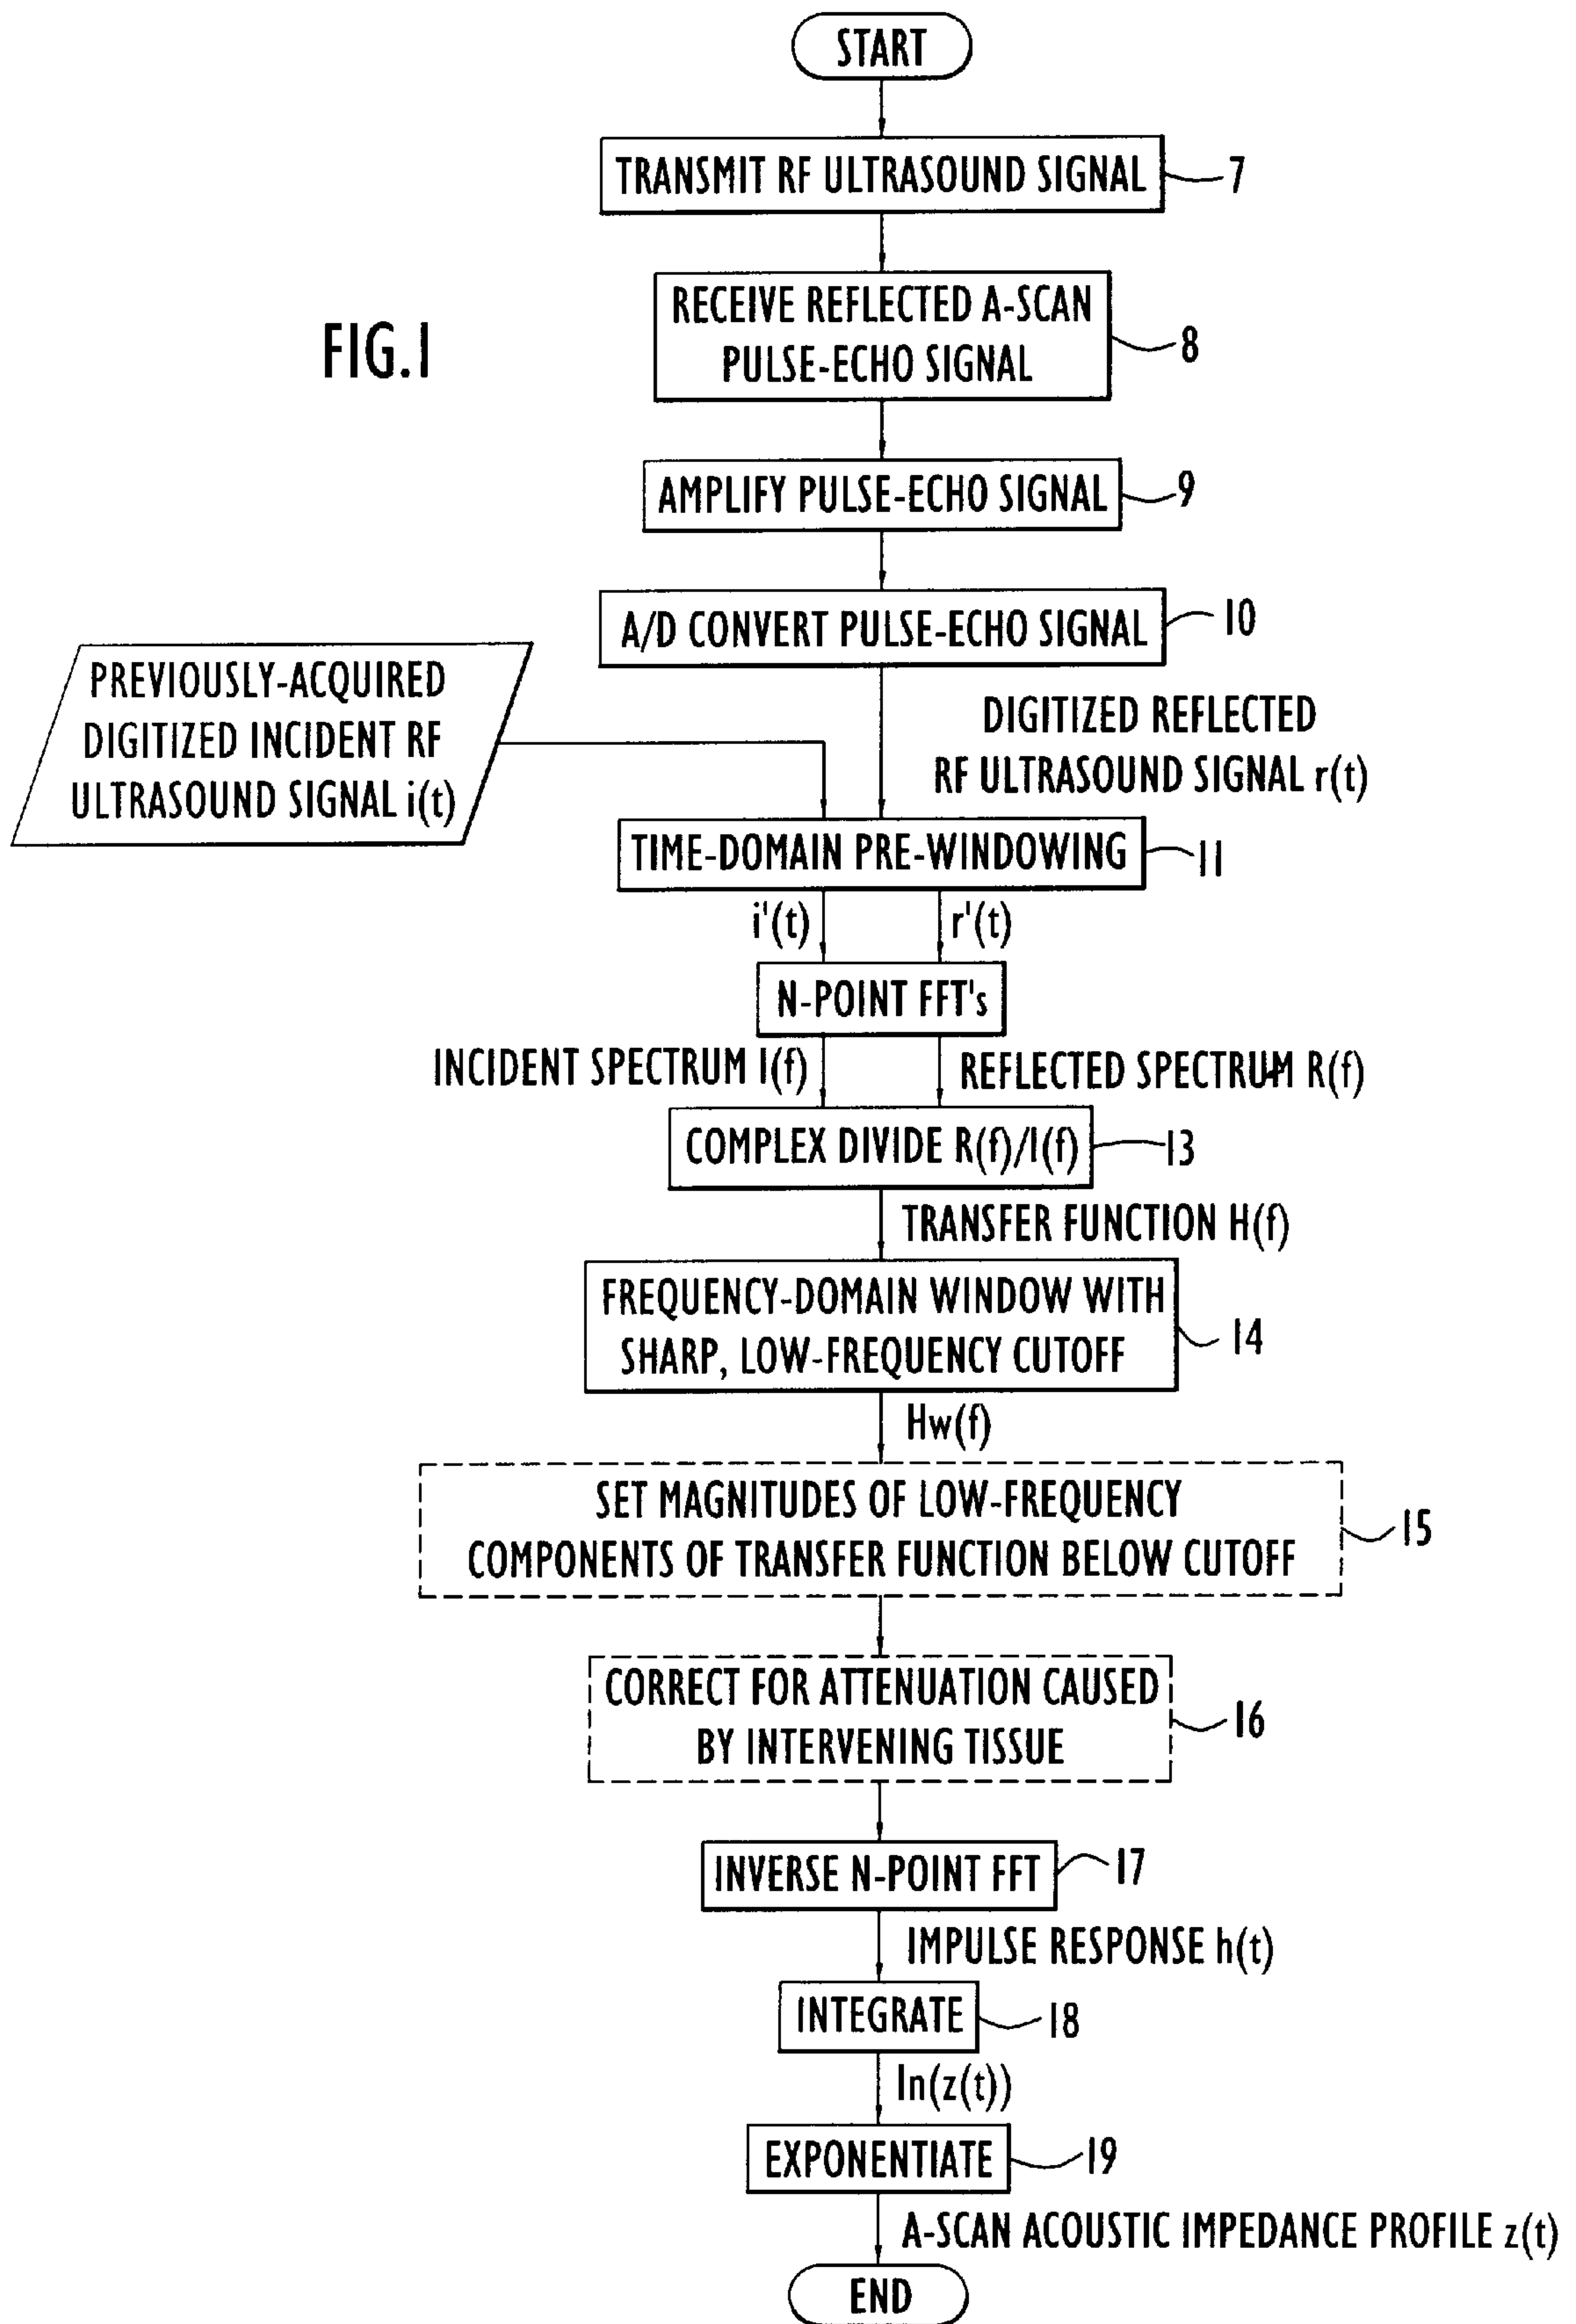 START
TRANSMIT RF ULTRASOUND SIGNAL
7
RECEIVE REFLECTED A-SCAN
PULSE-ECHO SIGNAL
8
FIG.1
AMPLIFY PULSE-ECHO SIGNAL
9
A/D CONVERT PULSE-ECHO SIGNAL
10
PREVIOUSLY-ACQUIRED
DIGITIZED INCIDENT RF
ULTRASOUND SIGNAL i(t)
DIGITIZED REFLECTED
RF ULTRASOUND SIGNAL r(t)
TIME-DOMAIN PRE-WINDOWING
11
i'(t)
r'(t)
N-POINT FFT's
INCIDENT SPECTRUM I(f)
REFLECTED SPECTRUM R(f)
COMPLEX DIVIDE R(f)/I(f)
13
TRANSFER FUNCTION H(f)
FREQUENCY-DOMAIN WINDOW WITH
SHARP, LOW-FREQUENCY CUTOFF
14
Hw(f)
SET MAGNITUDES OF LOW-FREQUENCY
COMPONENTS OF TRANSFER FUNCTION BELOW CUTOFF
15
CORRECT FOR ATTENUATION CAUSED
BY INTERVENING TISSUE
16
INVERSE N-POINT FFT
17
IMPULSE RESPONSE h(t)
INTEGRATE
18
ln(z(t))
EXPONENTIATE
19
A-SCAN ACOUSTIC IMPEDANCE PROFILE z(t)
END